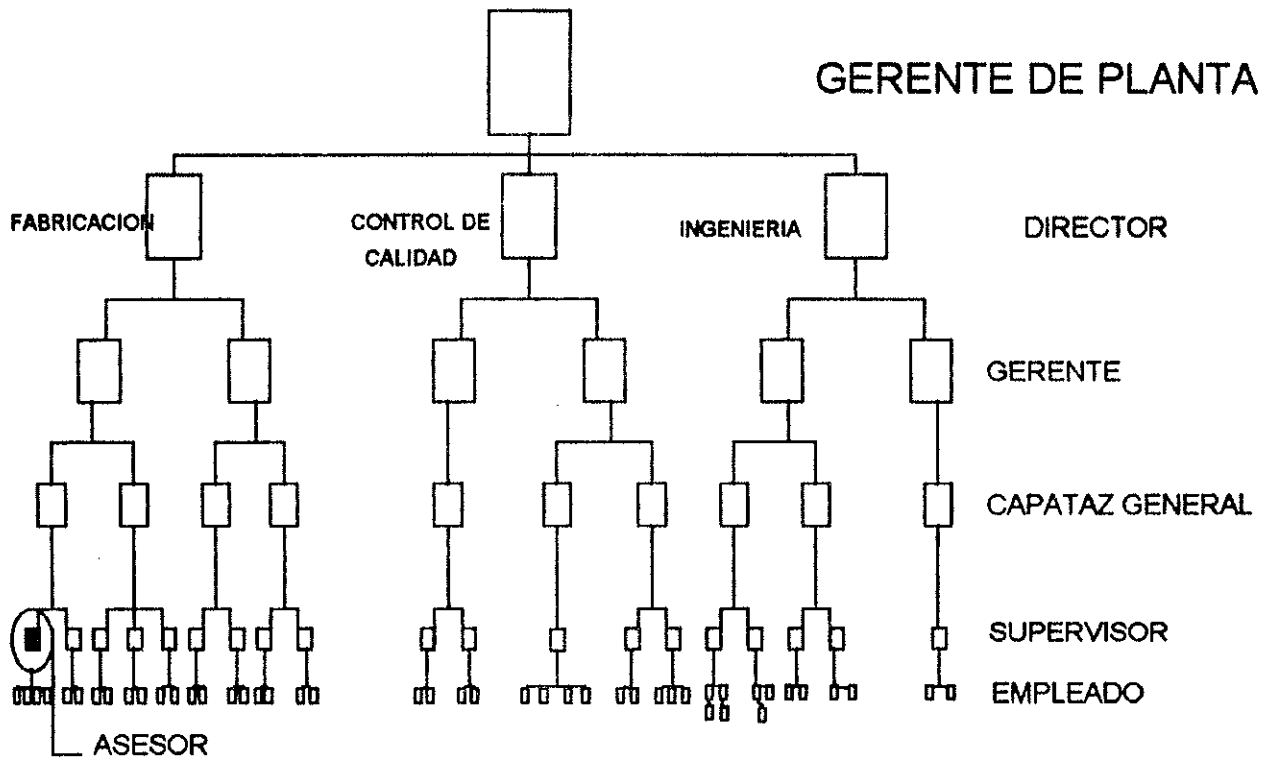 GERENTE DE PLANTA
FABRICACION
CONTROL DE
CALIDAD
INGENIERIA
DIRECTOR
GERENTE
CAPATAZ GENERAL
SUPERVISOR
EMPLEADO
ASESOR